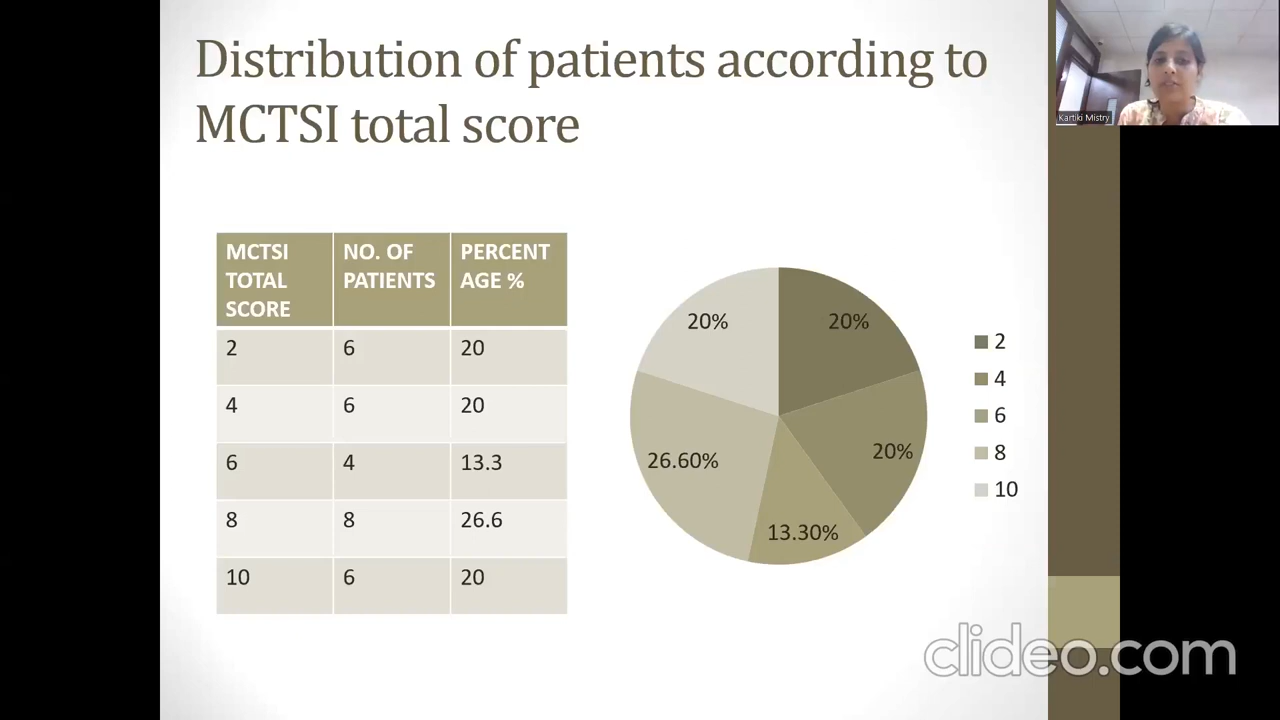 Distribution of patients according to
MCTSI total score
Kartiki Mistry
MCTSI
TOTAL
SCORE
NO. OF
PATIENTS
PERCENT
AGE %
2 6 20
4 6 20
6 4 13.3
8 8 26.6
10 6 20
20%
20%
13.30%
26.60%
20%
2
4
6
8
10
clideo.com